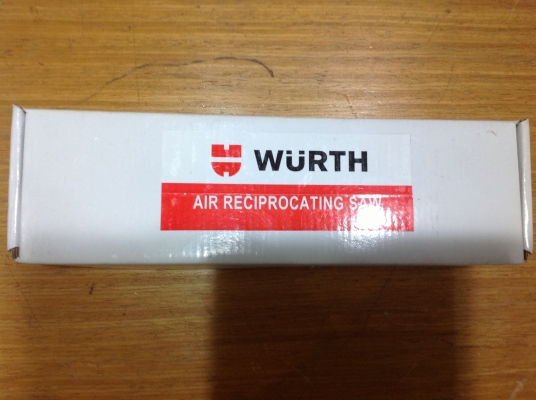 WÜRTH
AIR RECIPROCATING SAW